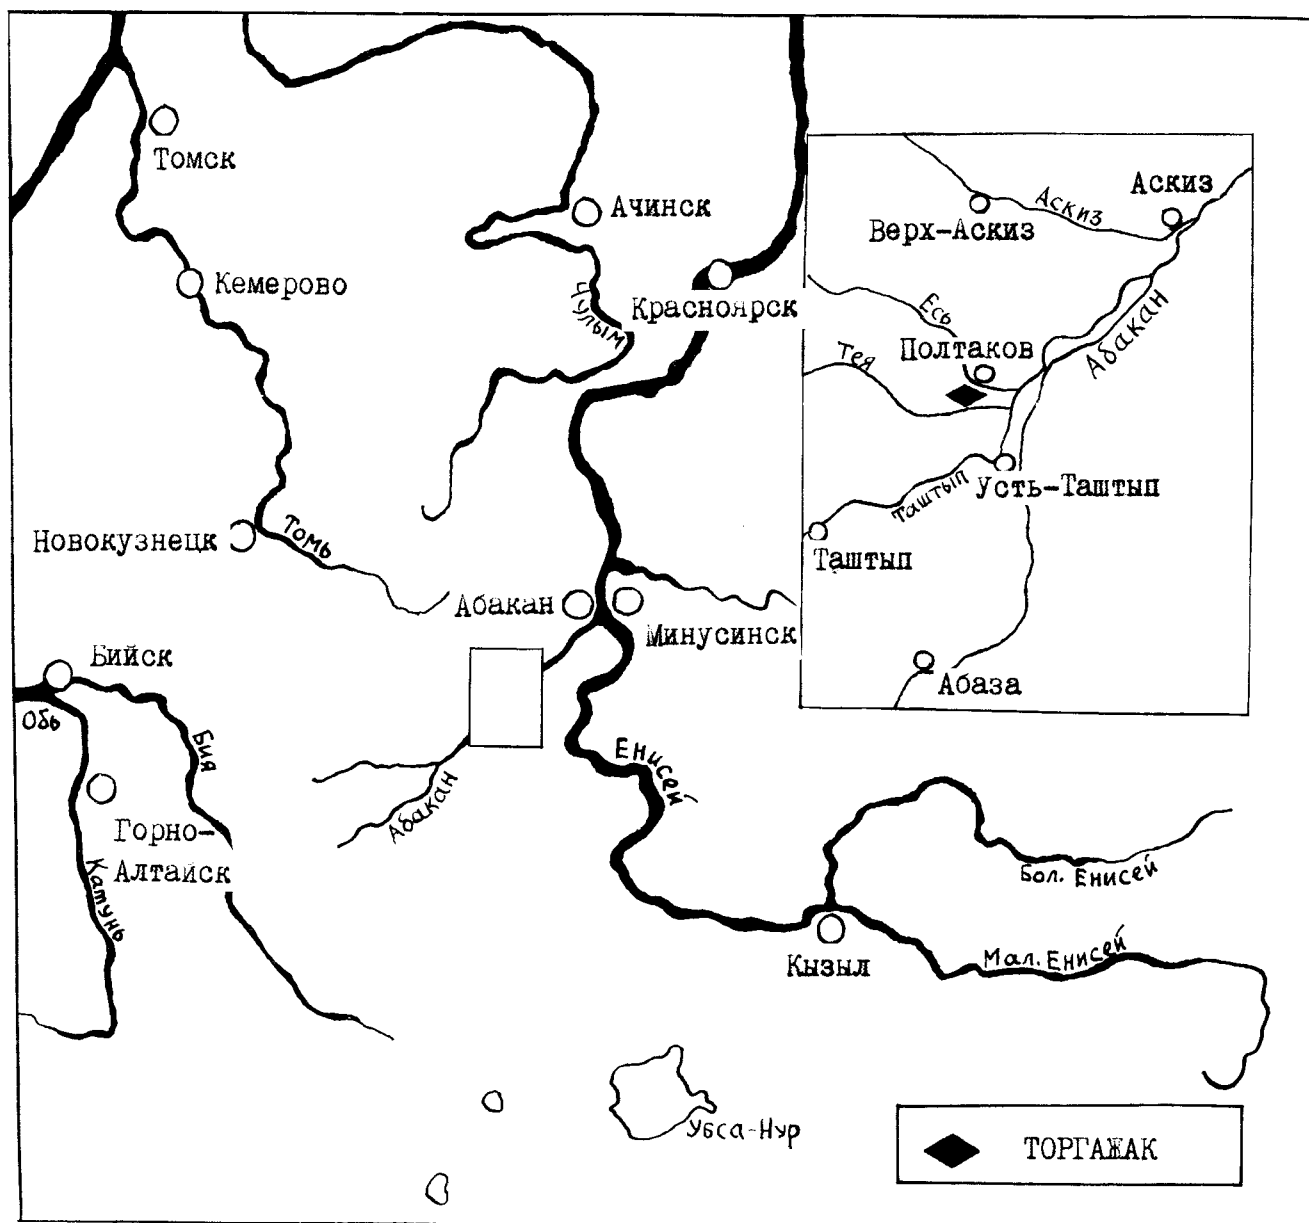 Томск
Ачинск
Кемерово
Красноярск
Чулым
Новокузнецк
Томь
Абакан
Минусинск
Бийск
Обь
Бия
Горно-
Алтайск
Катунь
Абакан
Енисей
Бол. Енисей
Мал. Енисей
Кызыл
Убса-Нур
Аскиз
Аскиз
Верх-Аскиз
Есь
Полтаков
Тея
Абакан
Усть-Таштып
Таштып
Таштып
Абаза
ТОРГАЖАК